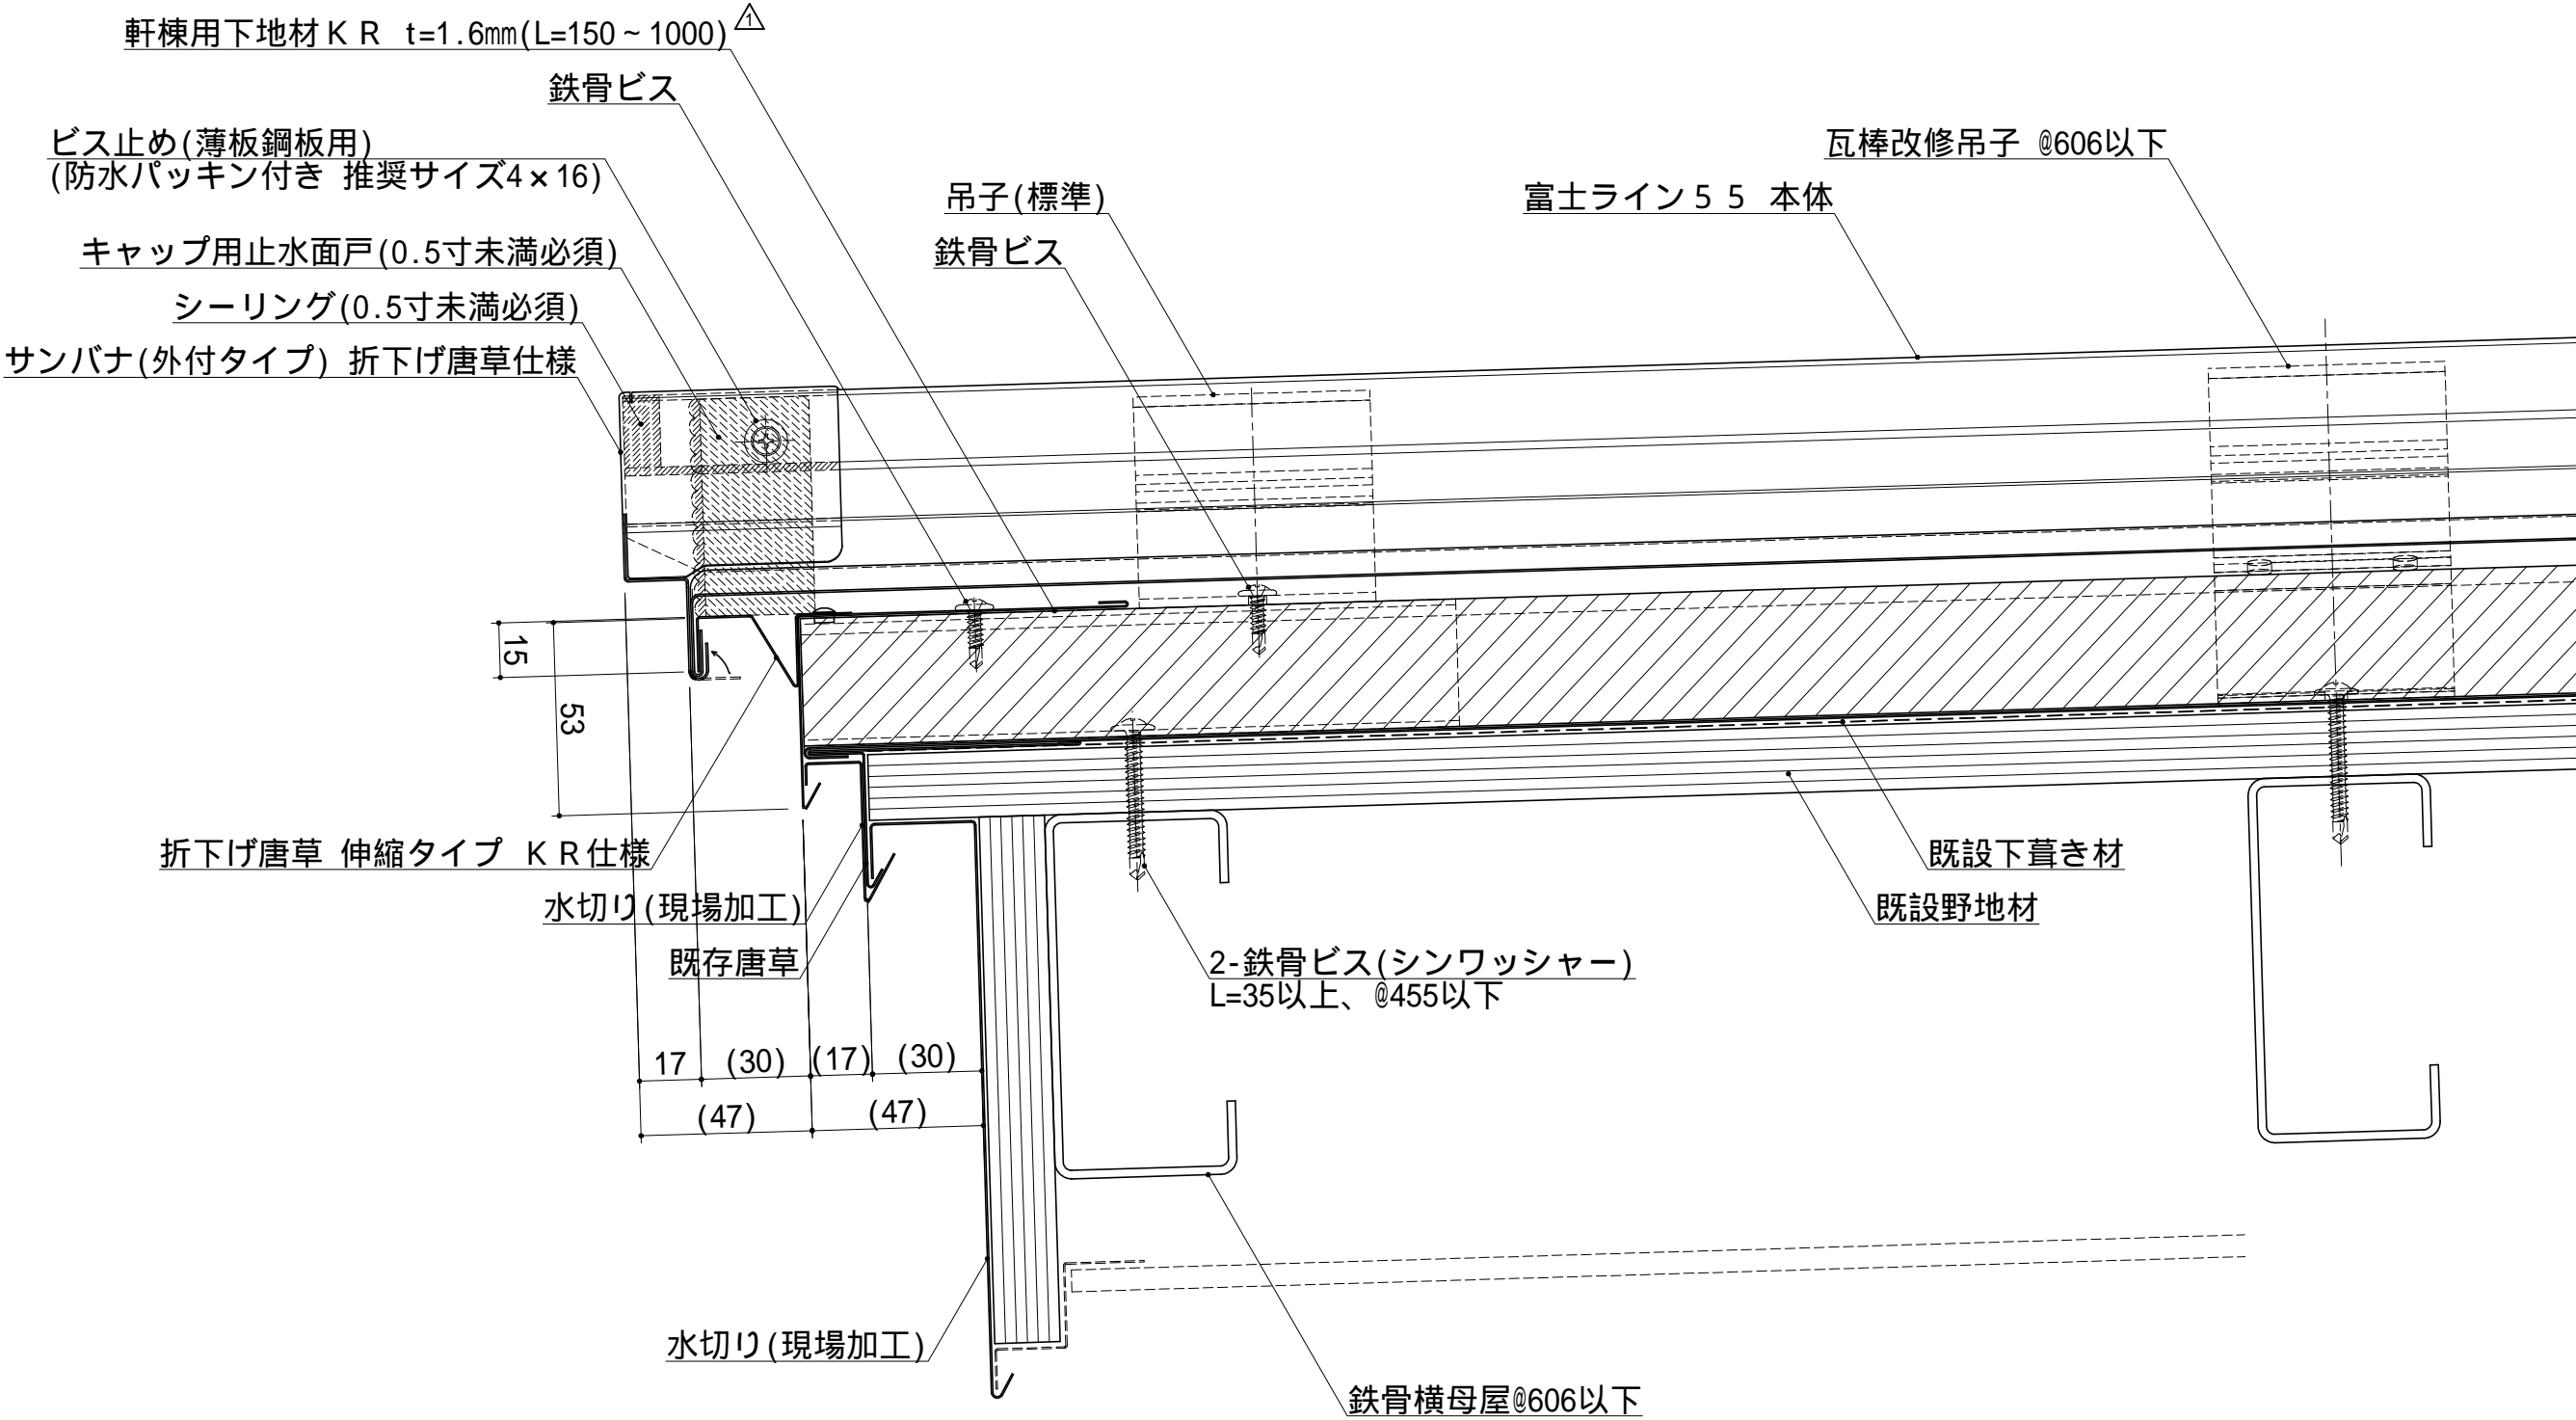 軒棟用下地材ＫＲ t=1.6㎜(L=150～1000)
1
鉄骨ビス
ビス止め(薄板鋼板用)
(防水パッキン付き 推奨サイズ4×16)
キャップ用止水面戸(0.5寸未満必須)
シーリング(0.5寸未満必須)
サンバナ(外付タイプ) 折下げ唐草仕様
吊子(標準)
鉄骨ビス
富士ライン５５ 本体
瓦棒改修吊子 @606以下
15
53
折下げ唐草 伸縮タイプ ＫＲ仕様
水切り(現場加工)
既存唐草
2-鉄骨ビス(シンワッシャー)
L=35以上、@455以下
既設下葺き材
既設野地材
17 (30) (17) (30)
(47) (47)
水切り(現場加工)
鉄骨横母屋@606以下